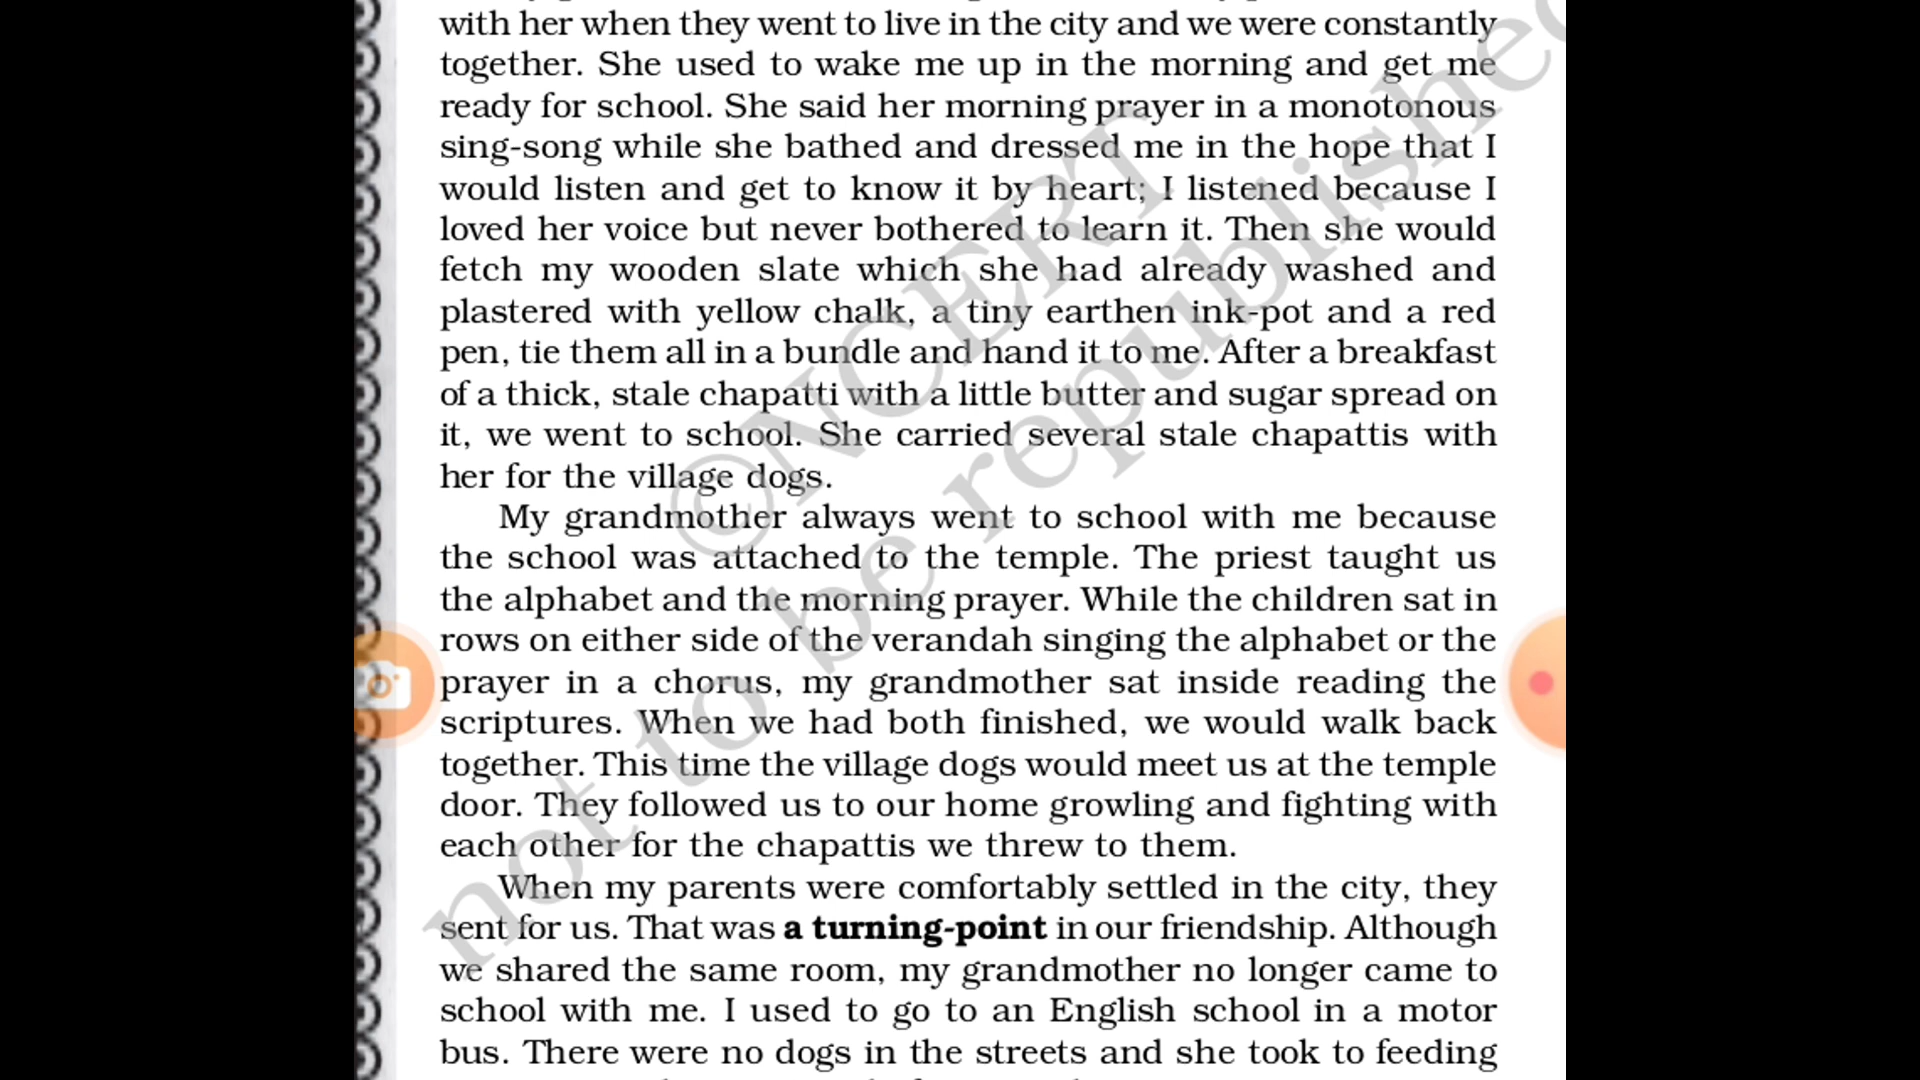 with her when they went to live in the city and we were constantly
together. She used to wake me up in the morning and get me
ready for school. She said her morning prayer in a monotonous
sing-song while she bathed and dressed me in the hope that I
would listen and get to know it by heart; I listened because I
loved her voice but never bothered to learn it. Then she would
fetch my wooden slate which she had already washed and
plastered with yellow chalk, a tiny earthen ink-pot and a red
pen, tie them all in a bundle and hand it to me. After a breakfast
of a thick, stale chapatti with a little butter and sugar spread on
it, we went to school. She carried several stale chapattis with
her for the village dogs.
My grandmother always went to school with me because
the school was attached to the temple. The priest taught us
the alphabet and the morning prayer. While the children sat in
rows on either side of the verandah singing the alphabet or the
prayer in a chorus, my grandmother sat inside reading the
scriptures. When we had both finished, we would walk back
together. This time the village dogs would meet us at the temple
door. They followed us to our home growling and fighting with
each other for the chapattis we threw to them.
When my parents were comfortably settled in the city, they
sent for us. That was a turning-point in our friendship. Although
we shared the same room, my grandmother no longer came to
school with me. I used to go to an English school in a motor
bus. There were no dogs in the streets and she took to feeding
©NCERT
not to be republished